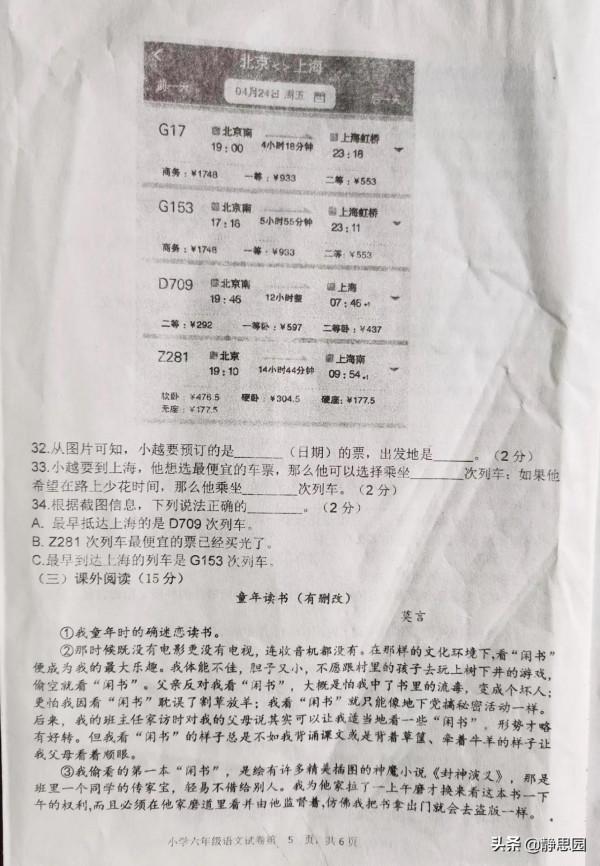 北京<>上海
前一天 04月24日 周五 后一天
G17 北京南 上海虹桥
19:00 4小时18分钟 23:18
商务：¥1748 一等：¥933 二等：¥553
G153 北京南 上海虹桥
17:16 5小时55分钟 23:11
商务：¥1748 一等：¥933 二等：¥553
D709 北京南 上海
19:46 12小时整 07:46+1
二等：¥292 一等卧：¥597 二等卧：¥437
Z281 北京 上海南
19:10 14小时44分钟 09:54+1
软卧：¥476.5 硬卧：¥304.5 硬座：¥177.5
无座：¥177.5
32.从图片可知，小越要预订的是______（日期）的票，出发地是_____。（2分）
33.小越要到上海，他想选最便宜的车票，那么他可以选择乘坐______次列车；如果他
希望在路上少花时间，那么他乘坐______次列车。（2分）
34.根据截图信息，下列说法正确的______。（2分）
A. 最早抵达上海的是D709次列车。
B. Z281次列车最便宜的票已经买光了。
C.最早到达上海的列车是G153次列车。
（三）课外阅读（15分）
童年读书（有删改）
莫言
①我童年时的确迷恋读书。
②那时候既没有电影更没有电视，连收音机都没有。在那样的文化环境下，看“闲书”
便成为我的最大乐趣。我体能不佳，胆子又小，不愿跟村里的孩子去玩上树下井的游戏，
偷空就看“闲书”。父亲反对我看“闲书”，大概是怕我中了书里的流毒，变成个坏人；
更怕我因看“闲书”耽误了割草放羊；我看“闲书”就只能像地下党搞秘密活动一样。
后来，我的班主任家访时对我的父母说其实可以让我适当地看一些“闲书”，形势才略
有好转。但我看“闲书”的样子总是不如我背诵课文或是背着草筐、牵着牛羊的样子让
我父母看着顺眼。
③我偷看的第一本“闲书”，是绘有许多精美插图的神魔小说《封神演义》，那是
班里一个同学的传家宝，轻易不借给别人。我为他家拉了一上午磨才换来看这本书一下
午的权利，而且必须在他家磨道里看并由他监督着，仿佛我把书拿出门就会去盗版一样。
小学六年级语文试卷第 5 页，共6页
头条 @静思园